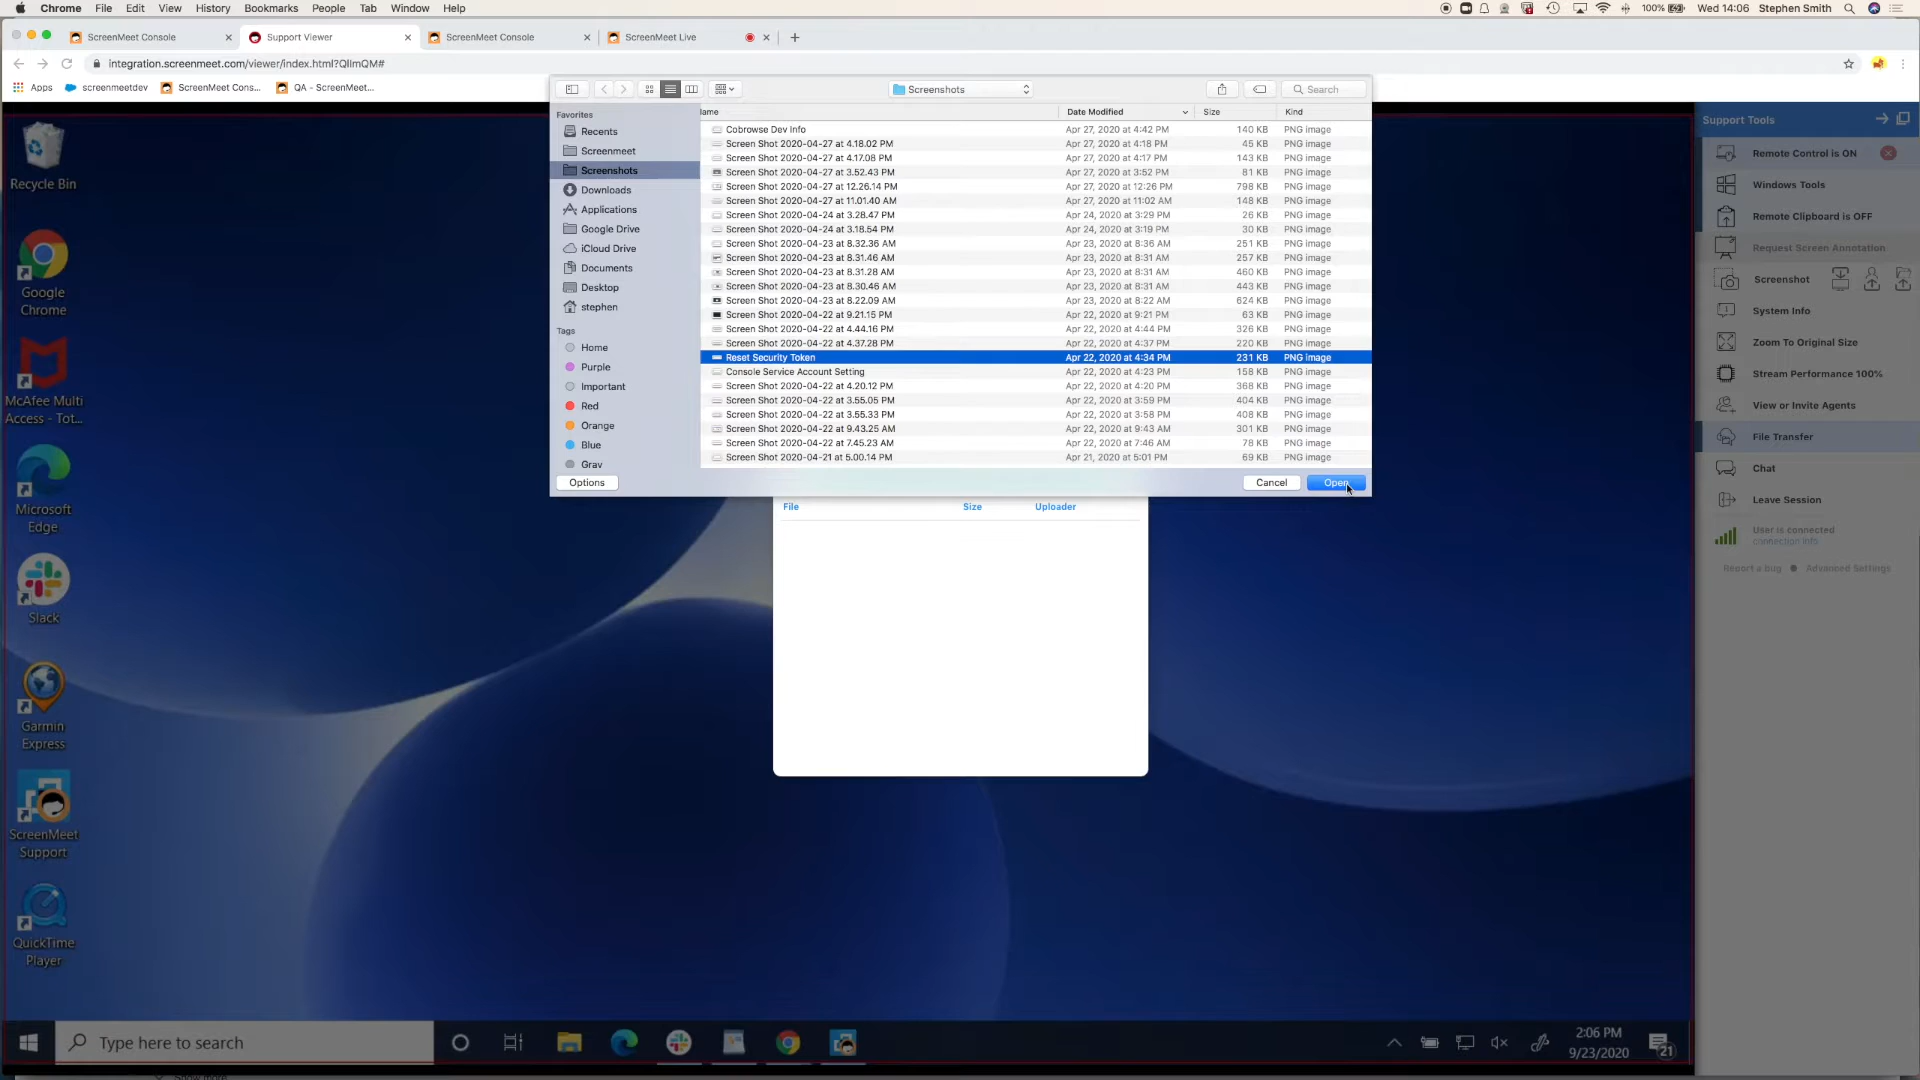 Chrome File Edit View History Bookmarks People Tab Window Help 100% Wed 14:06 Stephen Smith
ScreenMeet Console Support Viewer ScreenMeet Console ScreenMeet Live
integration.screenmeet.com/viewer/index.html?QIImQM#
Apps screenmeetdev ScreenMeet Cons... QA - ScreenMeet...
Screenshots Search
Favorites
Recents
Screenmeet
Screenshots
Downloads
Applications
Google Drive
iCloud Drive
Documents
Desktop
stephen
Tags
Home
Purple
Important
Red
Orange
Blue
Gray
Options
Name Date Modified Size Kind
Cobrowse Dev Info Apr 27, 2020 at 4:42 PM 140 KB PNG image
Screen Shot 2020-04-27 at 4.18.02 PM Apr 27, 2020 at 4:18 PM 45 KB PNG image
Screen Shot 2020-04-27 at 4.17.08 PM Apr 27, 2020 at 4:17 PM 143 KB PNG image
Screen Shot 2020-04-27 at 3.52.43 PM Apr 27, 2020 at 3:52 PM 81 KB PNG image
Screen Shot 2020-04-27 at 12.26.14 PM Apr 27, 2020 at 12:26 PM 798 KB PNG image
Screen Shot 2020-04-27 at 11.01.40 AM Apr 27, 2020 at 11:02 AM 148 KB PNG image
Screen Shot 2020-04-24 at 3.28.47 PM Apr 24, 2020 at 3:29 PM 26 KB PNG image
Screen Shot 2020-04-24 at 3.18.54 PM Apr 24, 2020 at 3:19 PM 30 KB PNG image
Screen Shot 2020-04-23 at 8.32.36 AM Apr 23, 2020 at 8:36 AM 251 KB PNG image
Screen Shot 2020-04-23 at 8.31.46 AM Apr 23, 2020 at 8:31 AM 257 KB PNG image
Screen Shot 2020-04-23 at 8.31.28 AM Apr 23, 2020 at 8:31 AM 460 KB PNG image
Screen Shot 2020-04-23 at 8.30.46 AM Apr 23, 2020 at 8:31 AM 443 KB PNG image
Screen Shot 2020-04-23 at 8.22.09 AM Apr 23, 2020 at 8:22 AM 624 KB PNG image
Screen Shot 2020-04-22 at 9.21.15 PM Apr 22, 2020 at 9:21 PM 63 KB PNG image
Screen Shot 2020-04-22 at 4.44.16 PM Apr 22, 2020 at 4:44 PM 326 KB PNG image
Screen Shot 2020-04-22 at 4.37.28 PM Apr 22, 2020 at 4:37 PM 220 KB PNG image
Reset Security Token Apr 22, 2020 at 4:34 PM 231 KB PNG image
Console Service Account Setting Apr 22, 2020 at 4:23 PM 158 KB PNG image
Screen Shot 2020-04-22 at 4.20.12 PM Apr 22, 2020 at 4:20 PM 368 KB PNG image
Screen Shot 2020-04-22 at 3.55.05 PM Apr 22, 2020 at 3:59 PM 404 KB PNG image
Screen Shot 2020-04-22 at 3.55.33 PM Apr 22, 2020 at 3:58 PM 408 KB PNG image
Screen Shot 2020-04-22 at 9.43.25 AM Apr 22, 2020 at 9:43 AM 301 KB PNG image
Screen Shot 2020-04-22 at 7.45.23 AM Apr 22, 2020 at 7:46 AM 78 KB PNG image
Screen Shot 2020-04-21 at 5.00.14 PM Apr 21, 2020 at 5:01 PM 69 KB PNG image
Cancel Open
File Size Uploader
Support Tools
Remote Control is ON
Windows Tools
Remote Clipboard is OFF
Request Screen Annotation
Screenshot
System Info
Zoom To Original Size
Stream Performance 100%
View or Invite Agents
File Transfer
Chat
Leave Session
User is connected
connection info
Report a bug Advanced Settings
Recycle Bin
Google
Chrome
McAfee Multi
Access - Tot...
Microsoft
Edge
Slack
Garmin
Express
ScreenMeet
Support
QuickTime
Player
Type here to search
2:06 PM
9/23/2020
21
Show more